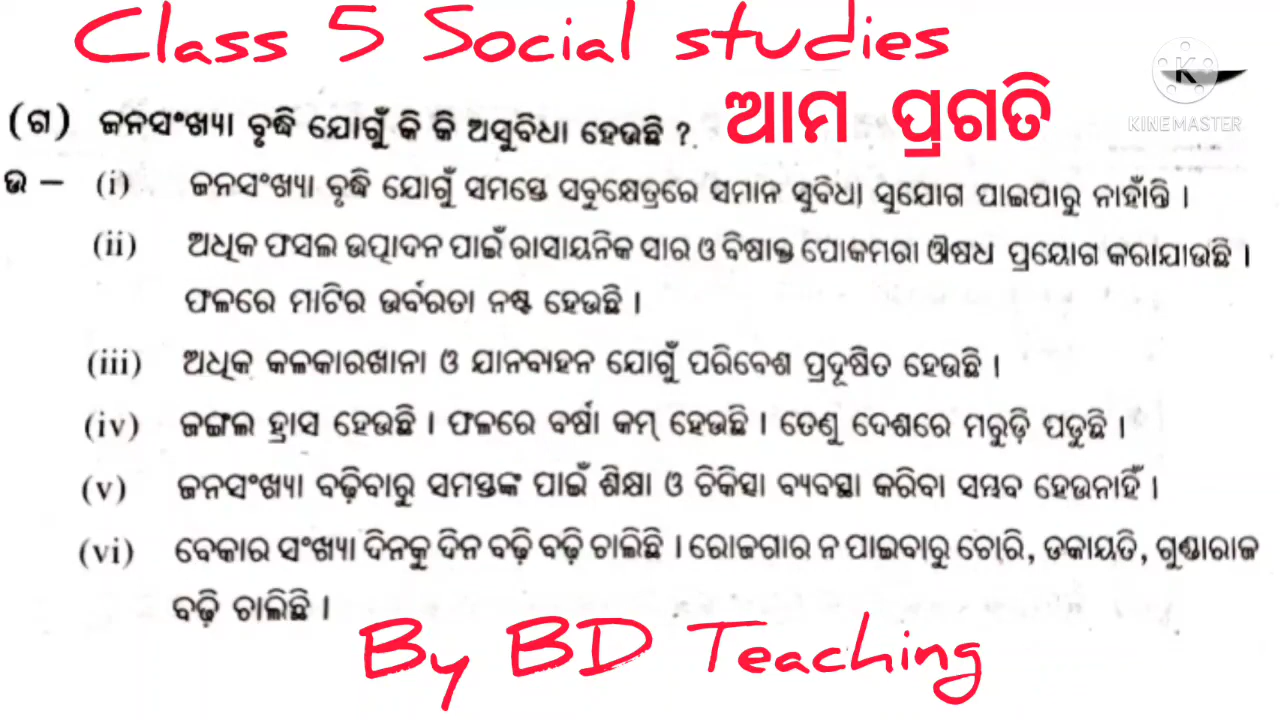 Class 5 Social studies
ଆମ ପ୍ରଗତି
KINEMASTER
(ଗ) ଜନସଂଖ୍ୟା ବୃଦ୍ଧି ଯୋଗୁଁ କି କି ଅସୁବିଧା ହେଉଛି ?
ଉ – (i) ଜନସଂଖ୍ୟା ବୃଦ୍ଧି ଯୋଗୁଁ ସମସ୍ତେ ସବୁକ୍ଷେତ୍ରରେ ସମାନ ସୁବିଧା ସୁଯୋଗ ପାଇପାରୁ ନାହାଁନ୍ତି ।
(ii) ଅଧିକ ଫସଲ ଉତ୍ପାଦନ ପାଇଁ ରାସାୟନିକ ସାର ଓ ବିଷାକ୍ତ ପୋକମରା ଔଷଧ ପ୍ରୟୋଗ କରାଯାଉଛି ।
ଫଳରେ ମାଟିର ଉର୍ବରତା ନଷ୍ଟ ହେଉଛି ।
(iii) ଅଧିକ କଳକାରଖାନା ଓ ଯାନବାହନ ଯୋଗୁଁ ପରିବେଶ ପ୍ରଦୂଷିତ ହେଉଛି ।
(iv) ଜଙ୍ଗଲ ହ୍ରାସ ହେଉଛି । ଫଳରେ ବର୍ଷା କମ୍ ହେଉଛି । ତେଣୁ ଦେଶରେ ମରୁଡ଼ି ପଡୁଛି ।
(v) ଜନସଂଖ୍ୟା ବଢ଼ିବାରୁ ସମସ୍ତଙ୍କ ପାଇଁ ଶିକ୍ଷା ଓ ଚିକିତ୍ସା ବ୍ୟବସ୍ଥା କରିବା ସମ୍ଭବ ହେଉନାହିଁ ।
(vi) ବେକାର ସଂଖ୍ୟା ଦିନକୁ ଦିନ ବଢ଼ି ବଢ଼ି ଚାଲିଛି । ରୋଜଗାର ନ ପାଇବାରୁ ଚୋରି, ଡକାୟତି, ଗୁଣ୍ଡାରାଜ
ବଢ଼ି ଚାଲିଛି ।
By BD Teaching